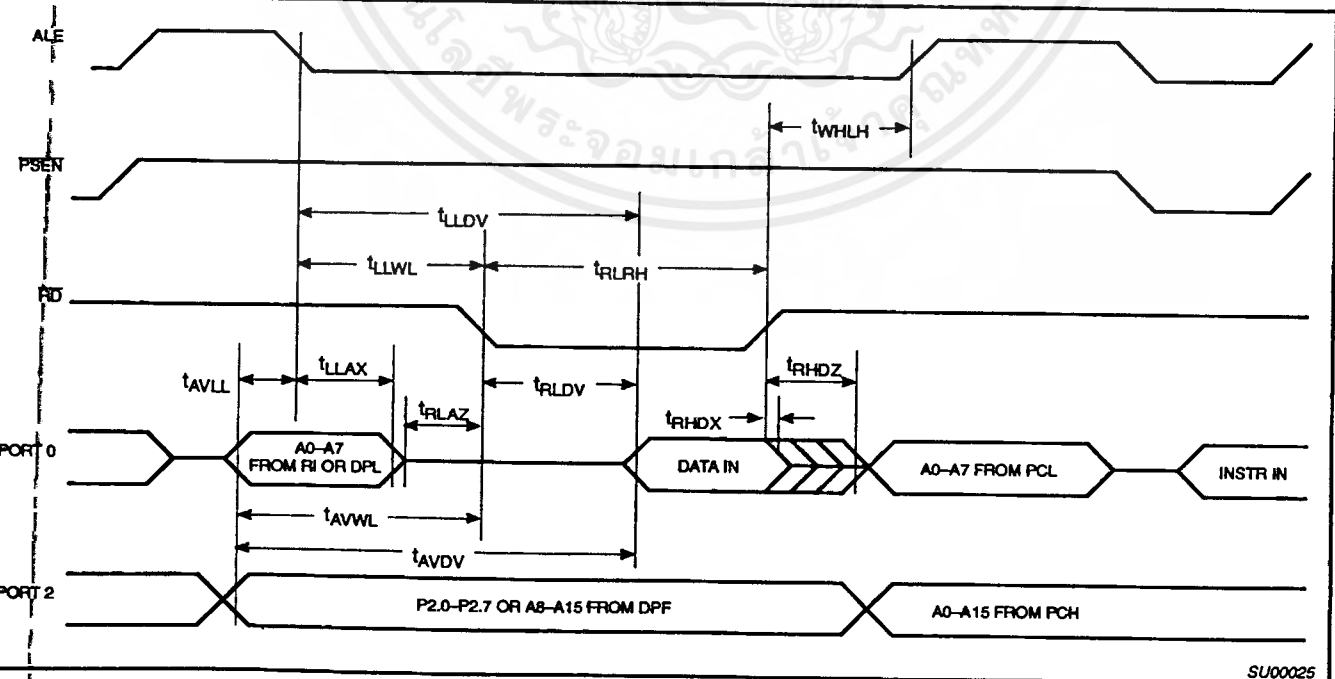 ALE
tWHLH
PSEN
tLLDV
tLLWL
tRLRH
RD
tAVLL
tLLAX
tRLDV
tRHDZ
tRLAZ
tRHDX
PORT 0
A0–A7
FROM RI OR DPL
DATA IN
A0–A7 FROM PCL
INSTR IN
tAVWL
tAVDV
PORT 2
P2.0–P2.7 OR A8–A15 FROM DPF
A0–A15 FROM PCH
SU00025